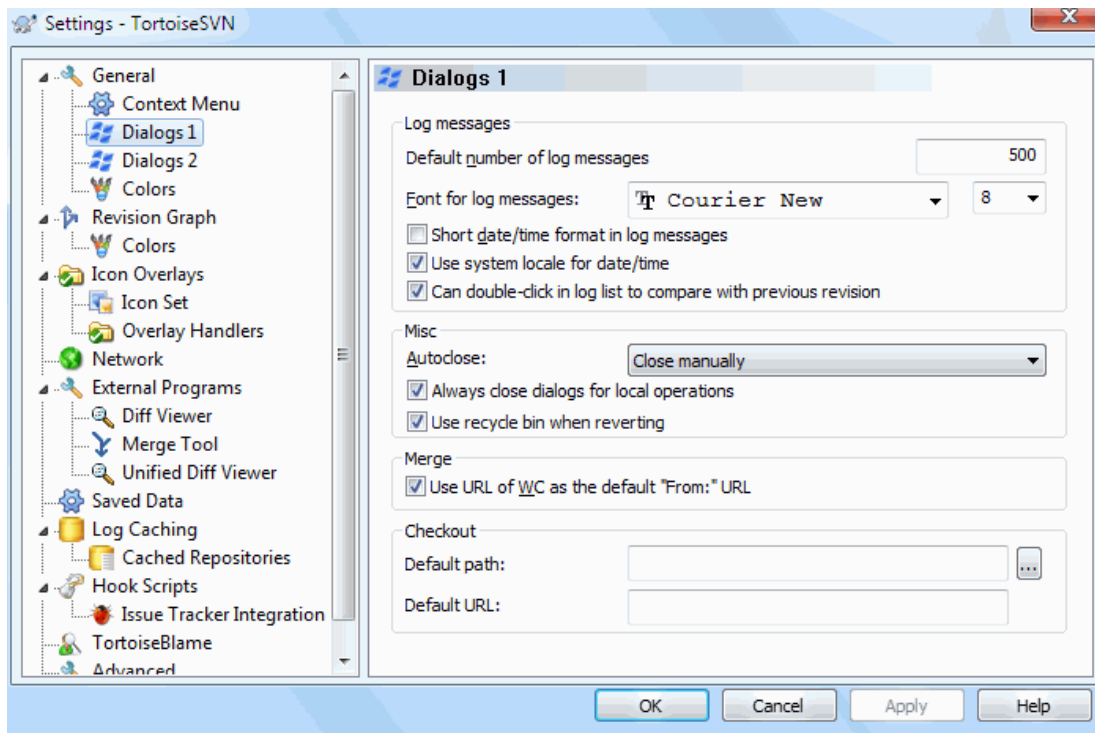 Settings - TortoiseSVN
General
Context Menu
Dialogs 1
Dialogs 2
Colors
Revision Graph
Colors
Icon Overlays
Icon Set
Overlay Handlers
Network
External Programs
Diff Viewer
Merge Tool
Unified Diff Viewer
Saved Data
Log Caching
Cached Repositories
Hook Scripts
Issue Tracker Integration
TortoiseBlame
Advanced
Dialogs 1
Log messages
Default number of log messages 500
Font for log messages: Courier New 8
Short date/time format in log messages
Use system locale for date/time
Can double-click in log list to compare with previous revision
Misc
Autoclose: Close manually
Always close dialogs for local operations
Use recycle bin when reverting
Merge
Use URL of WC as the default "From:" URL
Checkout
Default path: ...
Default URL:
OK Cancel Apply Help